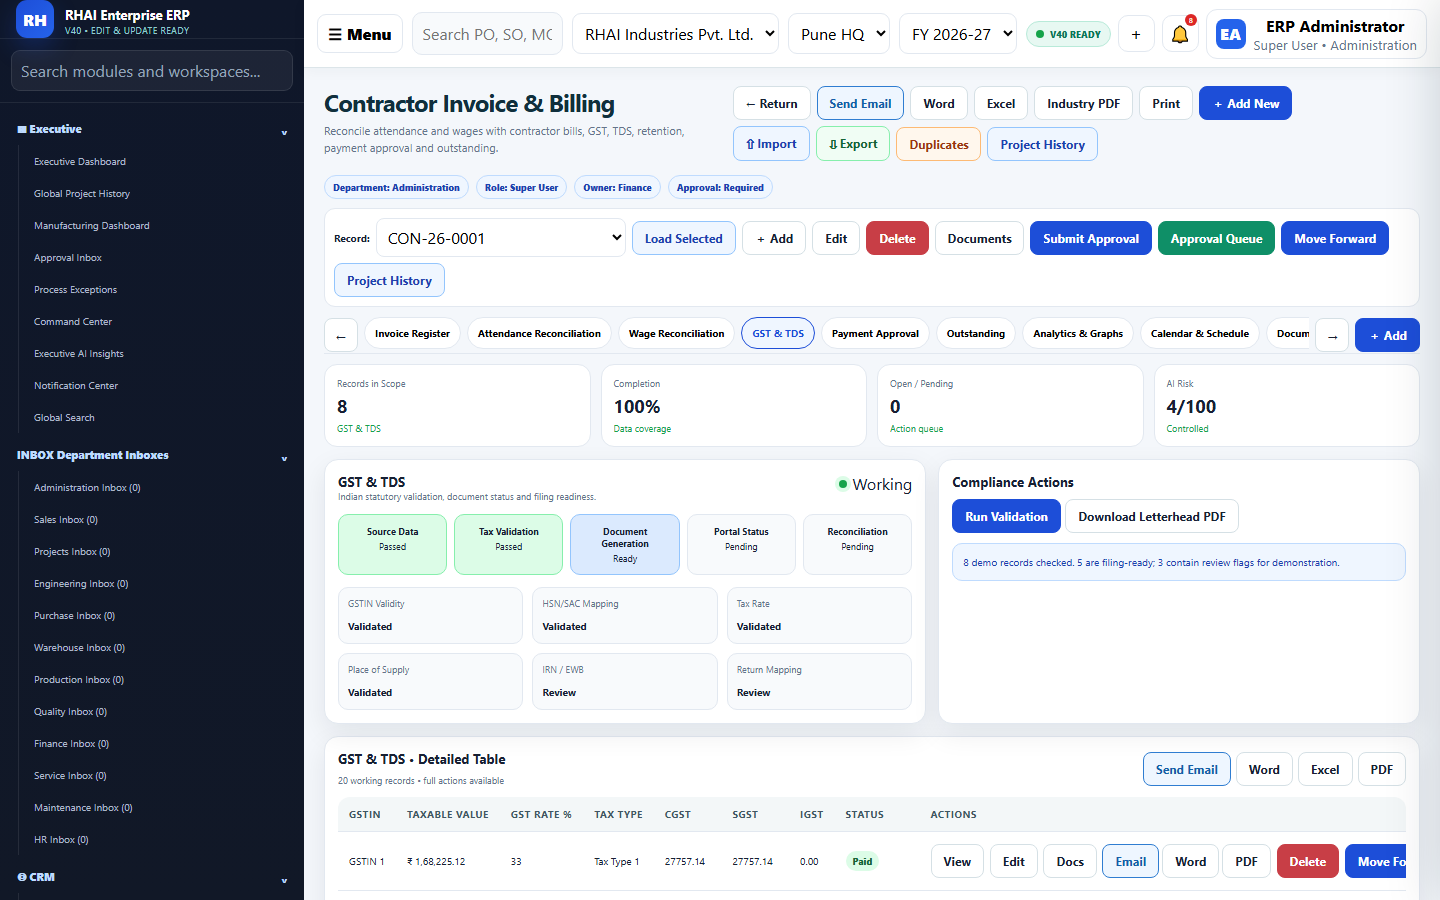 RH
RHAI Enterprise ERP
V40 • EDIT & UPDATE READY
Search modules and workspaces...
Executive
Executive Dashboard
Global Project History
Manufacturing Dashboard
Approval Inbox
Process Exceptions
Command Center
Executive AI Insights
Notification Center
Global Search
INBOX Department Inboxes
Administration Inbox (0)
Sales Inbox (0)
Projects Inbox (0)
Engineering Inbox (0)
Purchase Inbox (0)
Warehouse Inbox (0)
Production Inbox (0)
Quality Inbox (0)
Finance Inbox (0)
Service Inbox (0)
Maintenance Inbox (0)
HR Inbox (0)
CRM
☰ Menu
Search PO, SO, MC
RHAI Industries Pvt. Ltd.
Pune HQ
FY 2026-27
V40 READY
+
8
EA
ERP Administrator
Super User • Administration
Contractor Invoice & Billing
Reconcile attendance and wages with contractor bills, GST, TDS, retention,
payment approval and outstanding.
← Return
Send Email
Word
Excel
Industry PDF
Print
+ Add New
⇧ Import
⇩ Export
Duplicates
Project History
Department: Administration
Role: Super User
Owner: Finance
Approval: Required
Record:
CON-26-0001
Load Selected
+ Add
Edit
Delete
Documents
Submit Approval
Approval Queue
Move Forward
Project History
←
Invoice Register
Attendance Reconciliation
Wage Reconciliation
GST & TDS
Payment Approval
Outstanding
Analytics & Graphs
Calendar & Schedule
Docum
→
+ Add
Records in Scope
8
GST & TDS
Completion
100%
Data coverage
Open / Pending
0
Action queue
AI Risk
4/100
Controlled
GST & TDS
Indian statutory validation, document status and filing readiness.
Working
Source Data
Passed
Tax Validation
Passed
Document
Generation
Ready
Portal Status
Pending
Reconciliation
Pending
GSTIN Validity
Validated
HSN/SAC Mapping
Validated
Tax Rate
Validated
Place of Supply
Validated
IRN / EWB
Review
Return Mapping
Review
Compliance Actions
Run Validation
Download Letterhead PDF
8 demo records checked. 5 are filing-ready; 3 contain review flags for demonstration.
GST & TDS • Detailed Table
20 working records • full actions available
Send Email
Word
Excel
PDF
GSTIN TAXABLE VALUE GST RATE % TAX TYPE CGST SGST IGST STATUS ACTIONS
GSTIN 1 ₹ 1,68,225.12 33 Tax Type 1 27757.14 27757.14 0.00 Paid View Edit Docs Email Word PDF Delete Move Fo